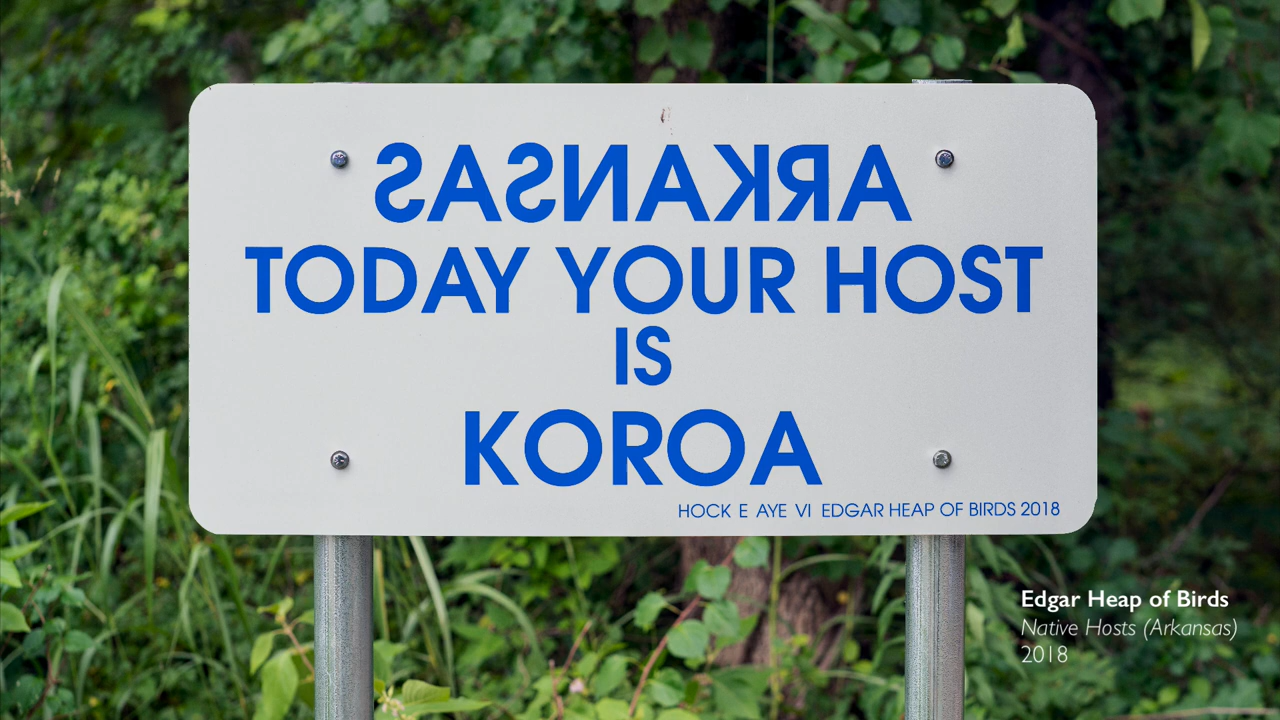 ARKANSAS
TODAY YOUR HOST
IS
KOROA
HOCK E AYE VI EDGAR HEAP OF BIRDS 2018
Edgar Heap of Birds
Native Hosts (Arkansas)
2018